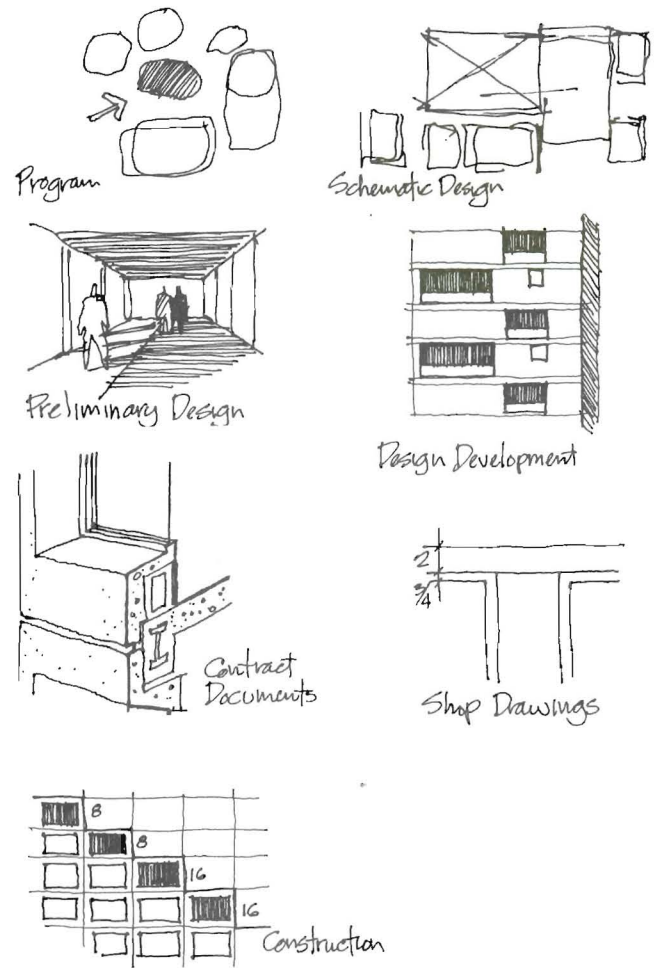 Program
Schematic Design
Preliminary Design
Design Development
2
3/4
Contract
Documents
Shop Drawings
8
8
16
16
Construction